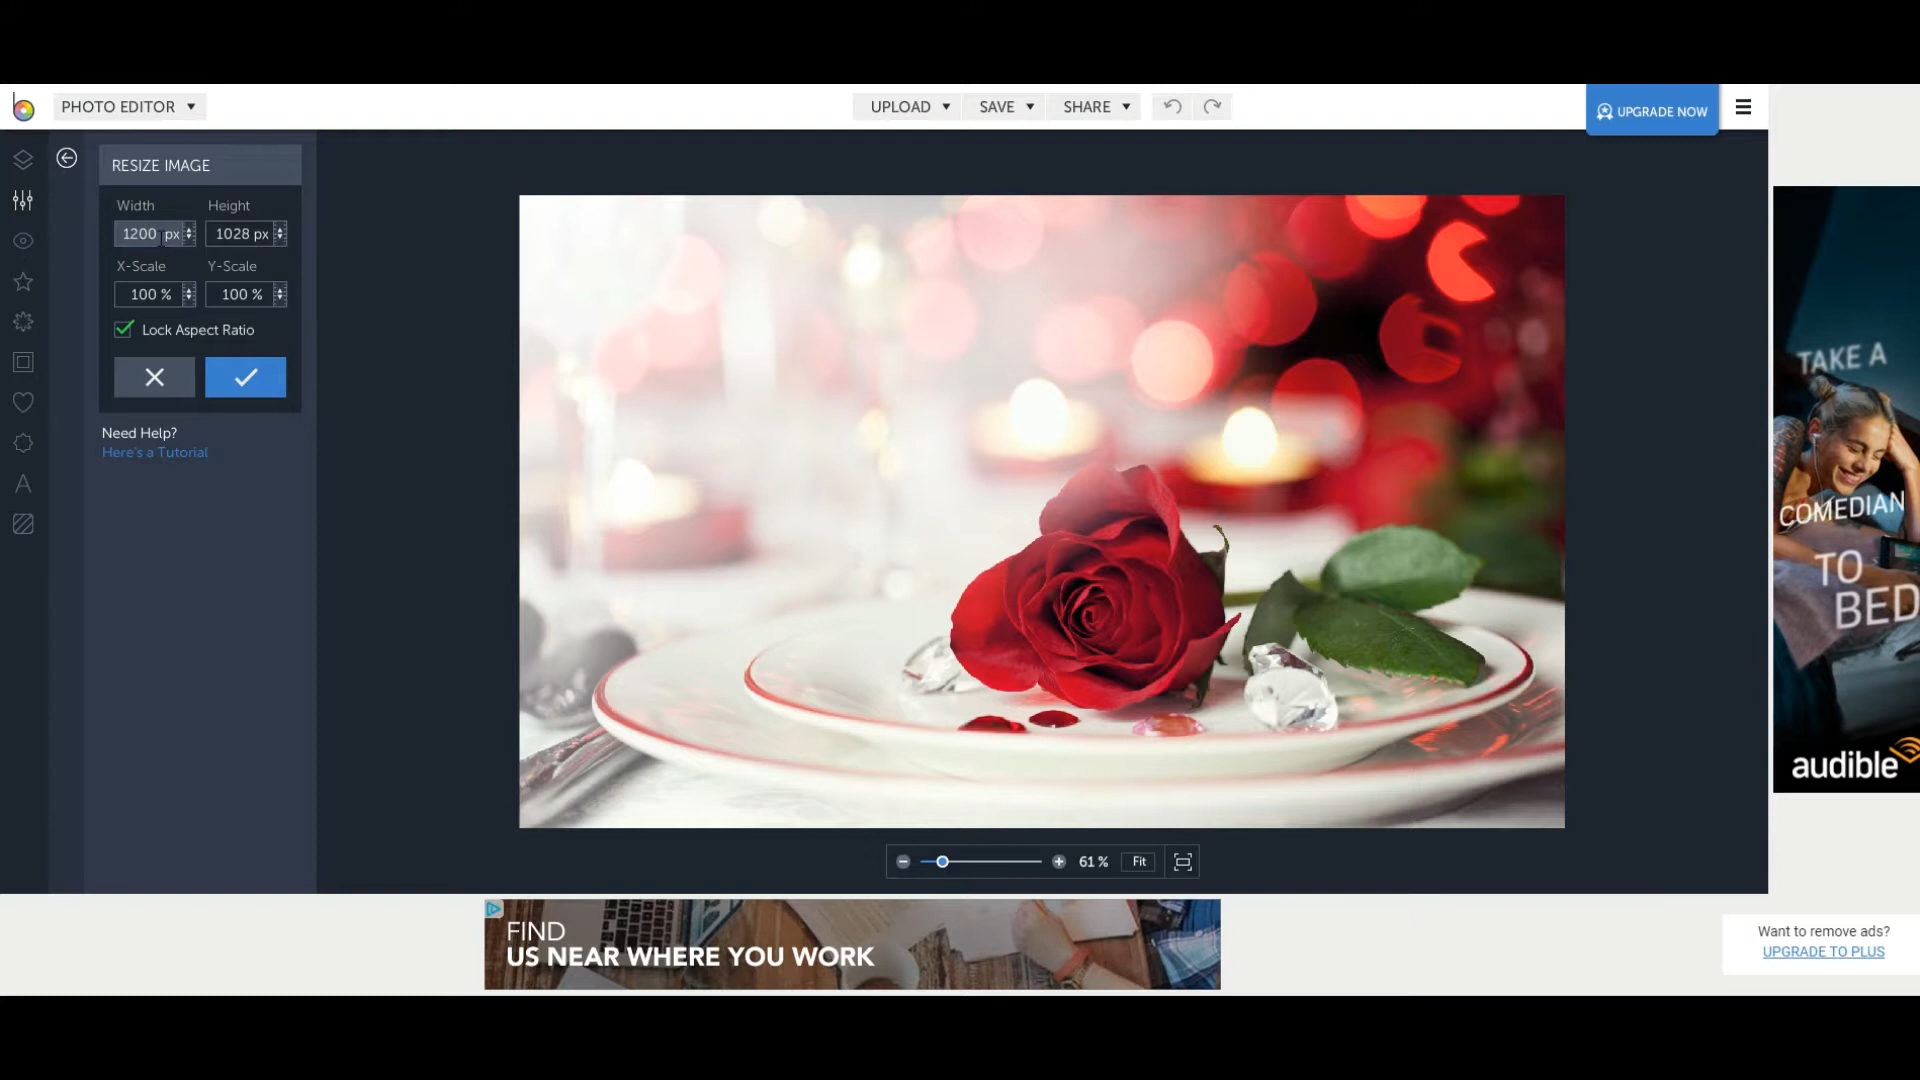 PHOTO EDITOR
UPLOAD
SAVE
SHARE
UPGRADE NOW
RESIZE IMAGE
Width
Height
1200 px
1028 px
X-Scale
Y-Scale
100 %
100 %
Lock Aspect Ratio
Need Help?
Here's a Tutorial
TAKE A
COMEDIAN
TO
BED
audible
61 %
Fit
FIND
US NEAR WHERE YOU WORK
Want to remove ads?
UPGRADE TO PLUS